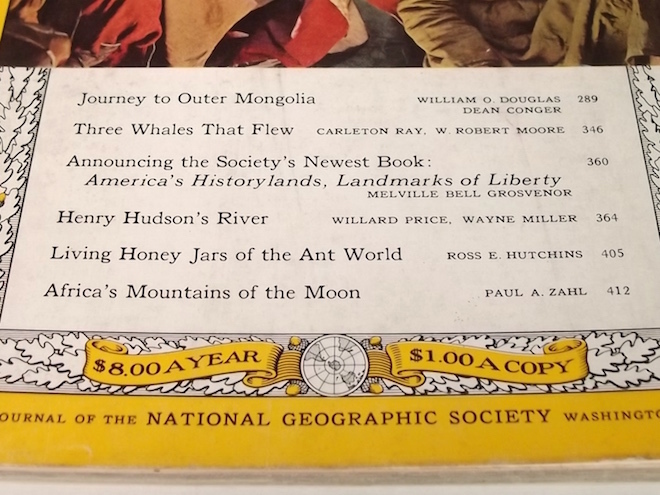 Journey to Outer Mongolia WILLIAM O. DOUGLAS 289
DEAN CONGER
Three Whales That Flew CARLETON RAY, W. ROBERT MOORE 346
Announcing the Society's Newest Book: 360
America's Historylands, Landmarks of Liberty
MELVILLE BELL GROSVENOR
Henry Hudson's River WILLARD PRICE, WAYNE MILLER 364
Living Honey Jars of the Ant World ROSS E. HUTCHINS 405
Africa's Mountains of the Moon PAUL A. ZAHL 412
$8.00 A YEAR $1.00 A COPY
OURNAL OF THE NATIONAL GEOGRAPHIC SOCIETY WASHINGTO